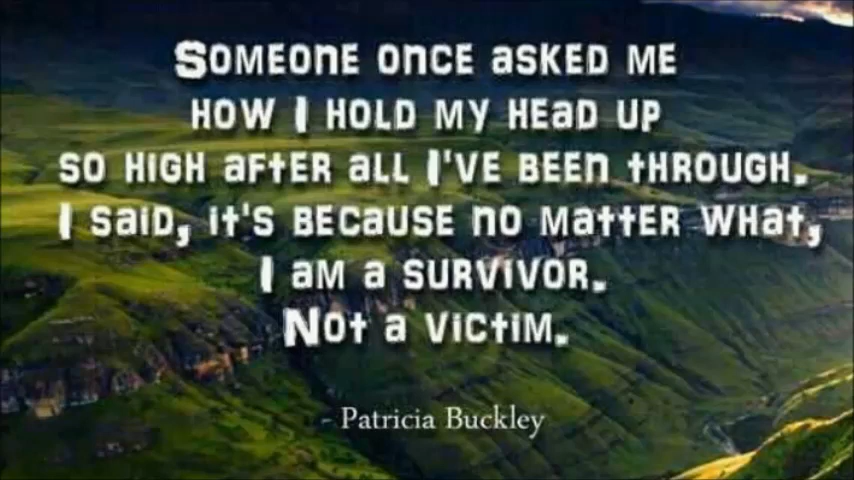 Someone once asked me
how I hold my head up
so high after all I've been through.
I said, it's because no matter what,
I am a survivor.
Not a victim.
- Patricia Buckley